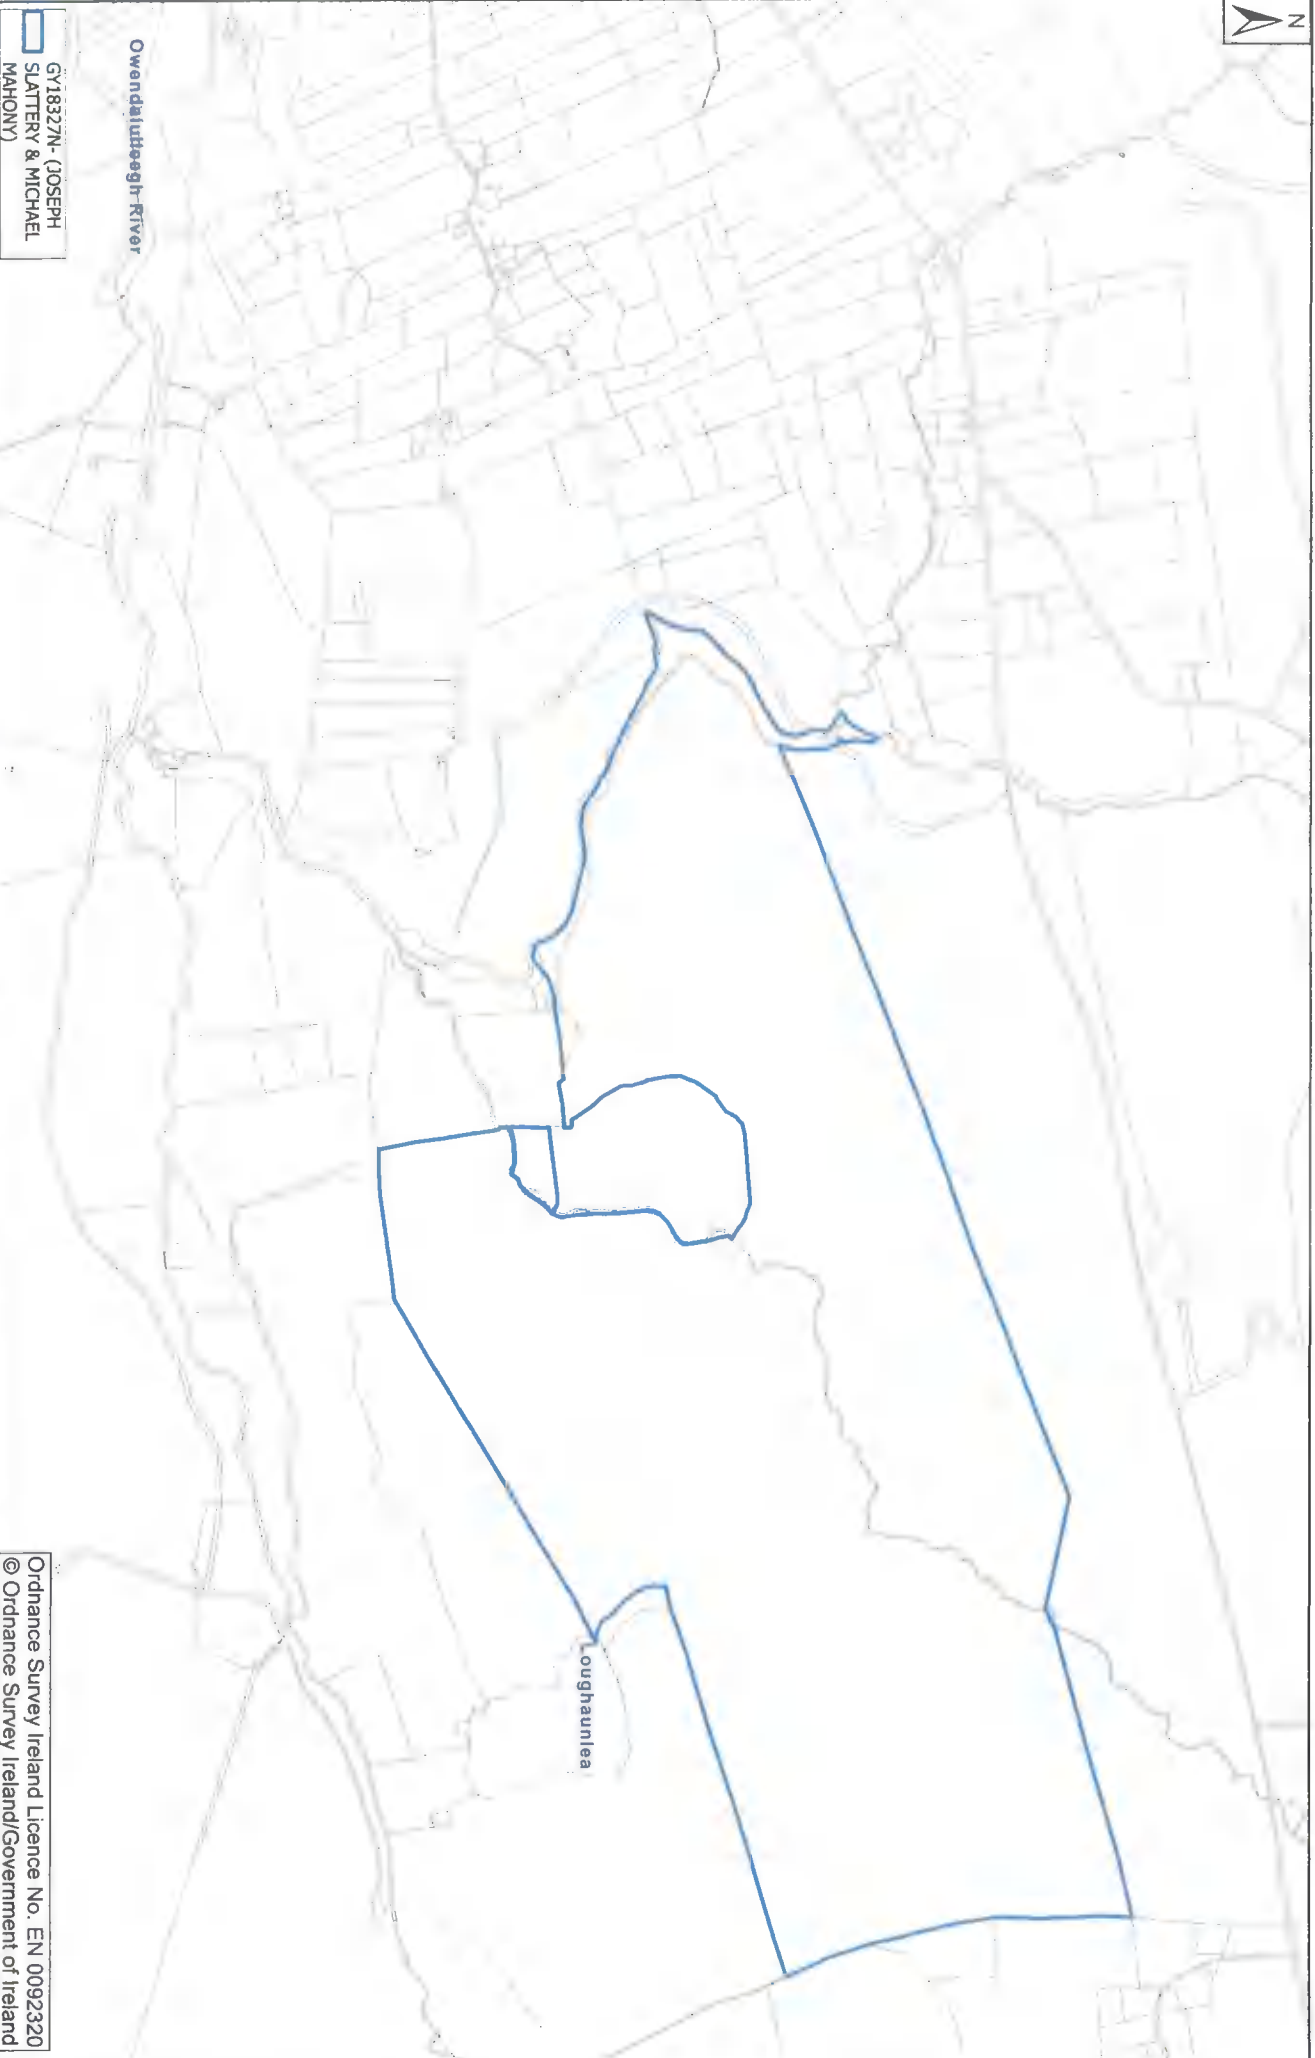 N
Owendalulleegh River
oughaunlea
GY18327N- (JOSEPH
SLATTERY & MICHAEL
MAHONY)
Ordnance Survey Ireland Licence No. EN 0092320
© Ordnance Survey Ireland/Government of Ireland